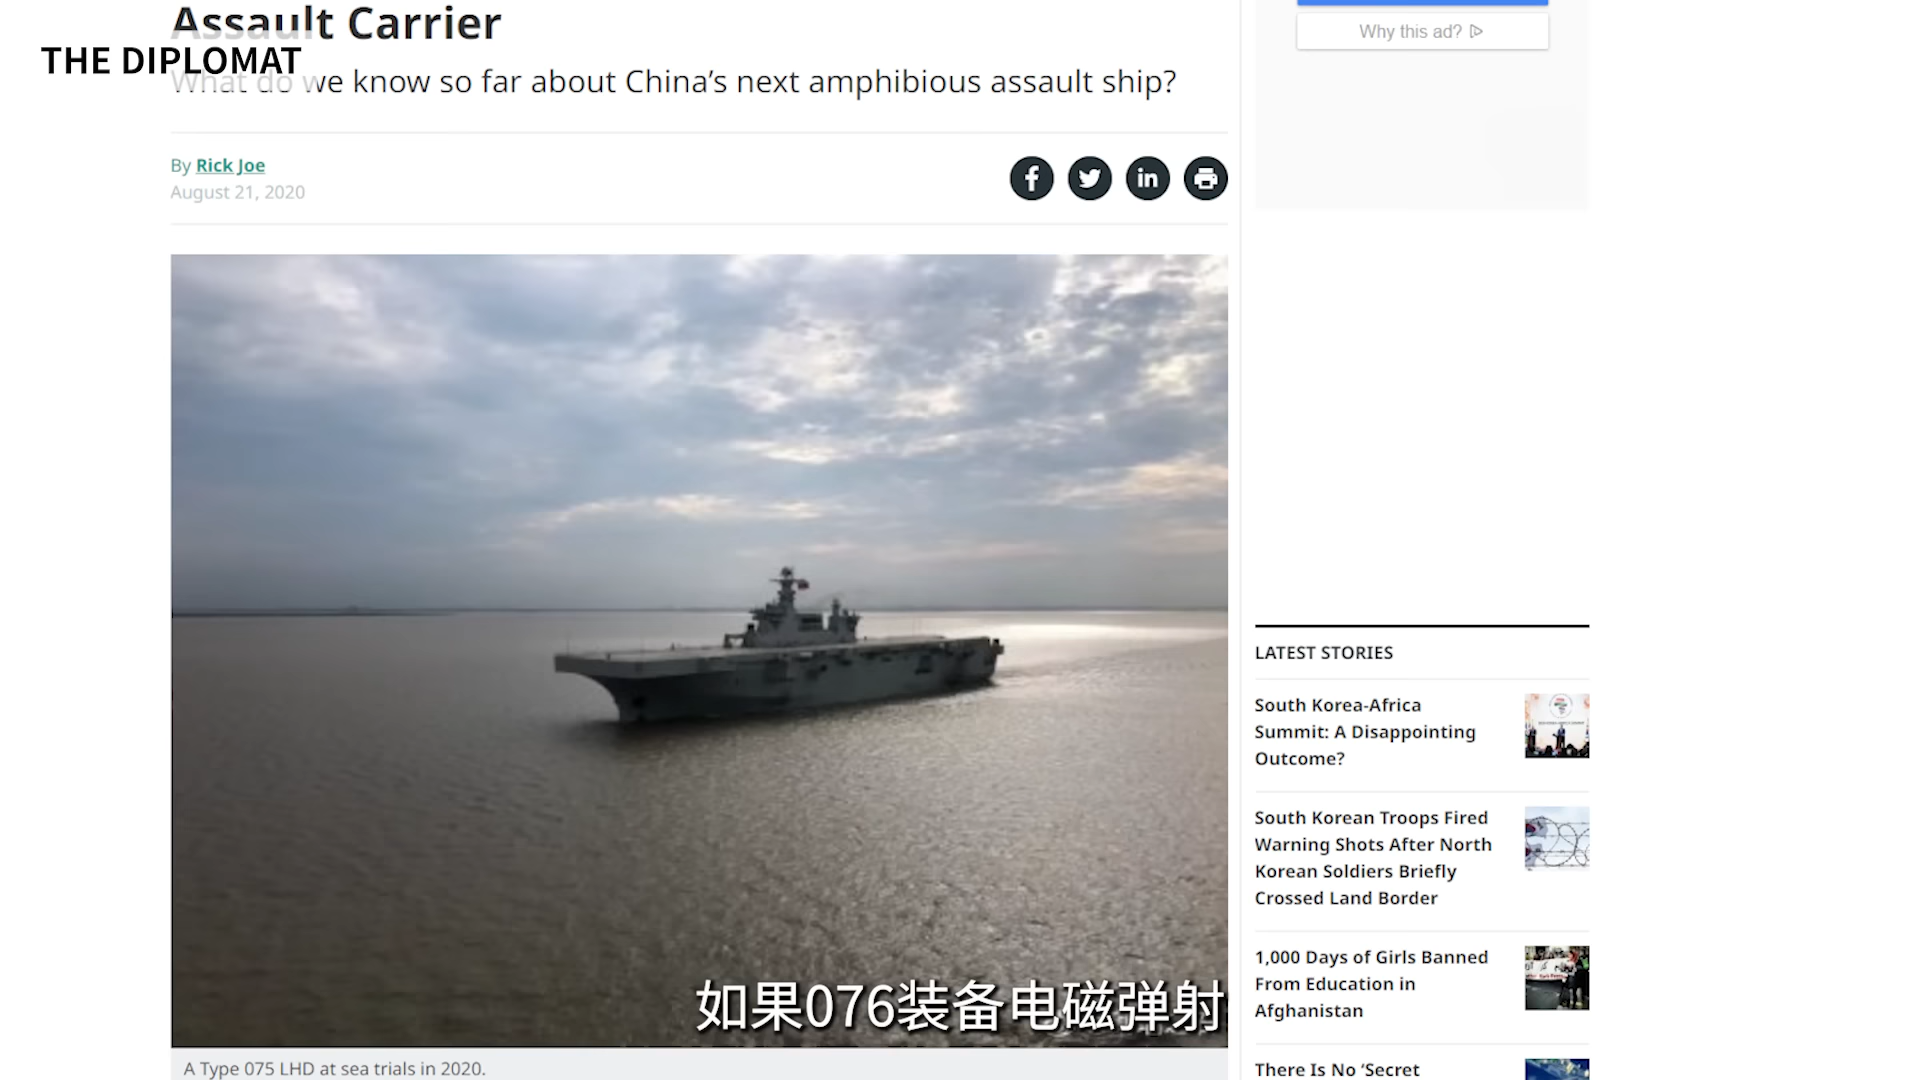 Assault Carrier
THE DIPLOMAT
What do we know so far about China's next amphibious assault ship?
By Rick Joe
August 21, 2020
如果076装备电磁弹射
A Type 075 LHD at sea trials in 2020.
Why this ad?
LATEST STORIES
South Korea-Africa
Summit: A Disappointing
Outcome?
South Korean Troops Fired
Warning Shots After North
Korean Soldiers Briefly
Crossed Land Border
1,000 Days of Girls Banned
From Education in
Afghanistan
There Is No ‘Secret